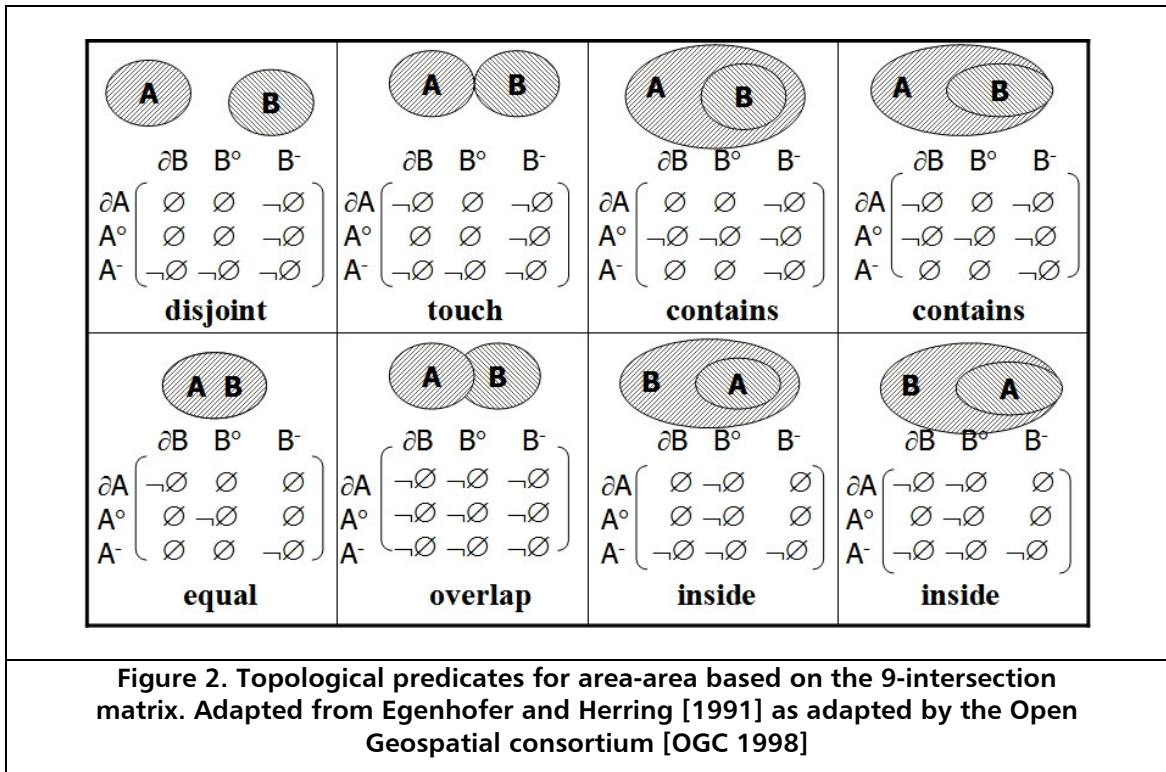 A B
∂B B° B-
∂A ∅ ∅ ¬∅
A° ∅ ∅ ¬∅
A- ¬∅ ¬∅ ¬∅
disjoint
A B
∂B B° B-
∂A ¬∅ ∅ ¬∅
A° ∅ ∅ ¬∅
A- ¬∅ ¬∅ ¬∅
touch
A B
∂B B° B-
∂A ∅ ∅ ¬∅
A° ¬∅ ¬∅ ¬∅
A- ∅ ∅ ¬∅
contains
A B
∂B B° B-
∂A ¬∅ ∅ ¬∅
A° ¬∅ ¬∅ ¬∅
A- ∅ ∅ ¬∅
contains
A B
∂B B° B-
∂A ¬∅ ∅ ∅
A° ∅ ¬∅ ∅
A- ∅ ∅ ¬∅
equal
A B
∂B B° B-
∂A ¬∅ ¬∅ ¬∅
A° ¬∅ ¬∅ ¬∅
A- ¬∅ ¬∅ ¬∅
overlap
B A
∂B B° B-
∂A ∅ ¬∅ ∅
A° ∅ ¬∅ ∅
A- ¬∅ ¬∅ ¬∅
inside
B A
∂B B° B-
∂A ¬∅ ¬∅ ∅
A° ∅ ¬∅ ∅
A- ¬∅ ¬∅ ¬∅
inside
Figure 2. Topological predicates for area-area based on the 9-intersection
matrix. Adapted from Egenhofer and Herring [1991] as adapted by the Open
Geospatial consortium [OGC 1998]